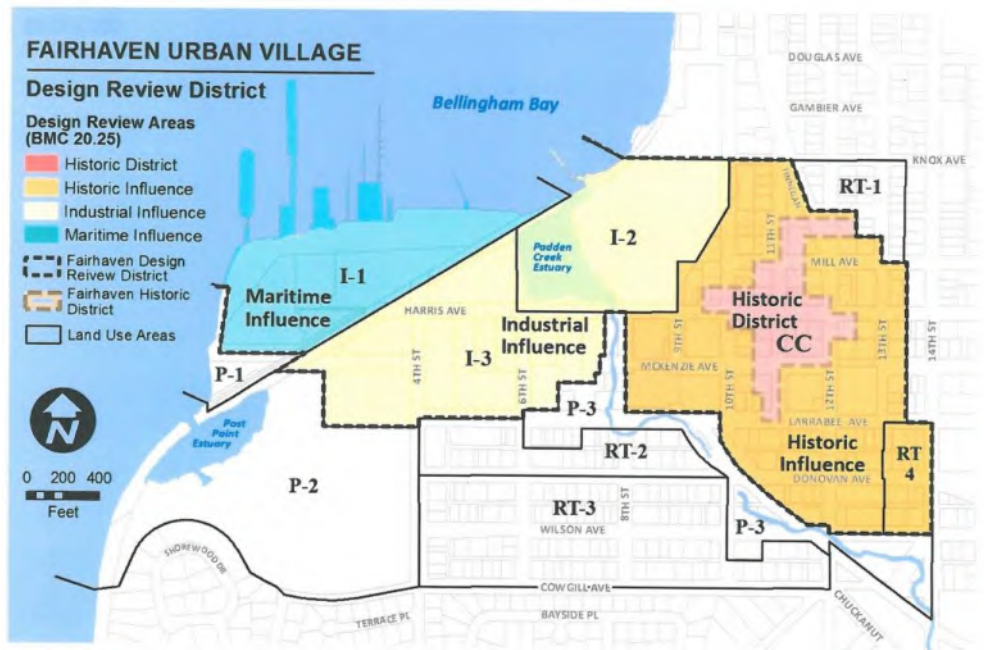 FAIRHAVEN URBAN VILLAGE
Design Review District
Design Review Areas
(BMC 20.25)
Historic District
Historic Influence
Industrial Influence
Maritime Influence
Fairhaven Design
Reivew District
Fairhaven Historic
District
Land Use Areas
N
0 200 400
Feet
Bellingham Bay
DOUGLAS AVE
GAMBIER AVE
KNOX AVE
FINNEGAN
RT-1
11TH ST
I-2
Padden
Creek
Estuary
MILL AVE
I-1
Maritime
Influence
HARRIS AVE
Historic
District
CC
Industrial
Influence
9TH ST
13TH ST
14TH ST
I-3
4TH ST
6TH ST
MCKENZIE AVE
10TH ST
12TH ST
P-1
P-3
LARRABEE AVE
Post
Point
Estuary
Historic
Influence
RT
4
RT-2
DONOVAN AVE
P-2
RT-3
8TH ST
WILSON AVE
P-3
SHOREWOOD DR
COWGILL AVE
TERRACE PL
BAYSIDE PL
CHUCKANUT